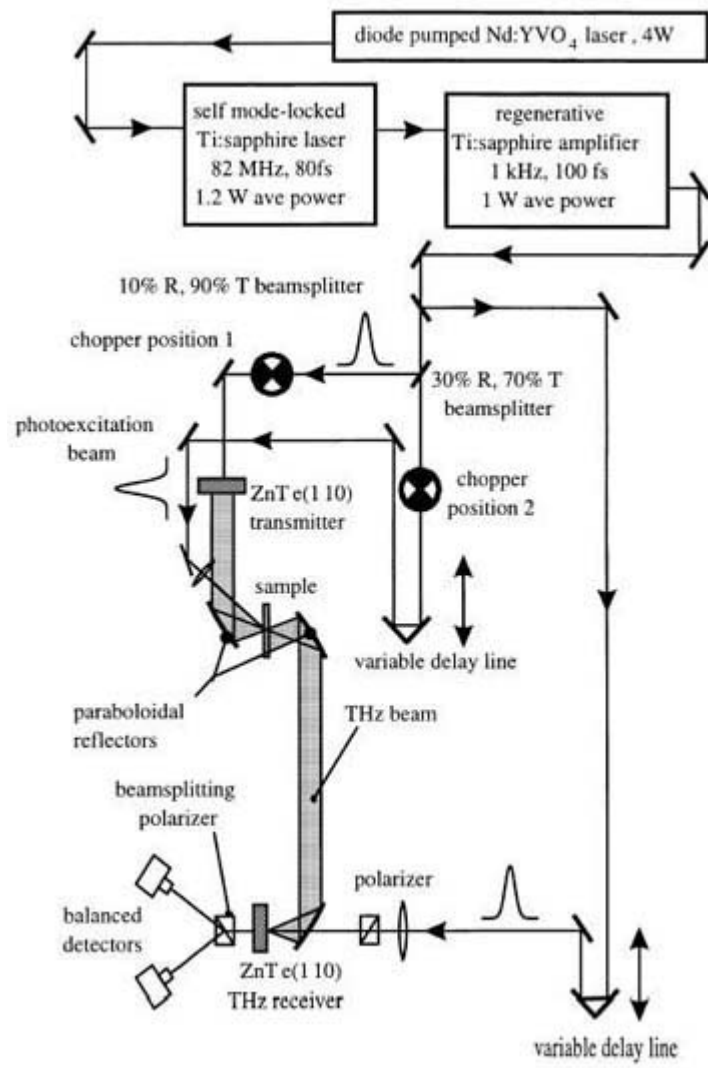 diode pumped Nd:YVO4 laser , 4W
self mode-locked
Ti:sapphire laser
82 MHz, 80fs
1.2 W ave power
regenerative
Ti:sapphire amplifier
1 kHz, 100 fs
1 W ave power
10% R, 90% T beamsplitter
chopper position 1
30% R, 70% T
beamsplitter
photoexcitation
beam
ZnT e(1 10)
transmitter
chopper
position 2
sample
variable delay line
paraboloidal
reflectors
THz beam
beamsplitting
polarizer
polarizer
balanced
detectors
ZnT e(1 10)
THz receiver
variable delay line